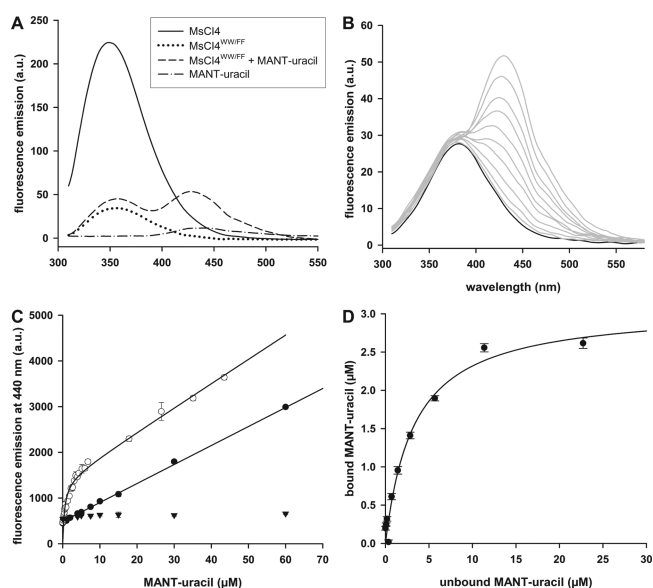 A
fluorescence emission (a.u.)
250
200
150
100
50
0
300 350 400 450 500 550
MsCI4
MsCI4WW/FF
MsCI4WW/FF + MANT-uracil
MANT-uracil
B
fluorescence emission (a.u.)
60
50
40
30
20
10
0
300 350 400 450 500 550
wavelength (nm)
C
fluorescence emission at 440 nm (a.u.)
5000
4000
3000
2000
1000
0
0 10 20 30 40 50 60 70
MANT-uracil (µM)
D
bound MANT-uracil (µM)
3.0
2.5
2.0
1.5
1.0
0.5
0.0
0 5 10 15 20 25 30
unbound MANT-uracil (µM)